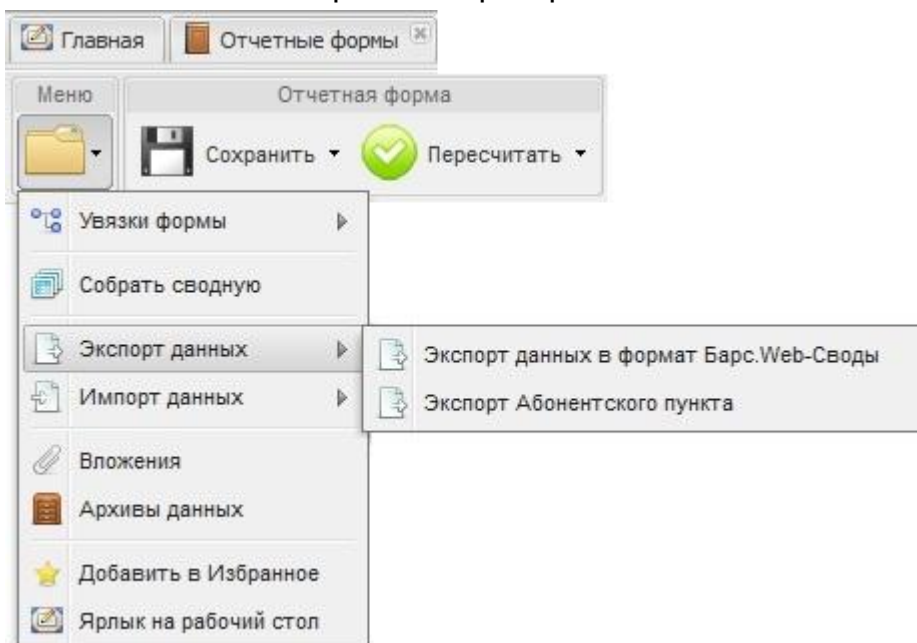 Главная
Отчетные формы
Меню
Отчетная форма
Сохранить
Пересчитать
Увязки формы
Собрать сводную
Экспорт данных
Экспорт данных в формат Барс.Web-Своды
Импорт данных
Экспорт Абонентского пункта
Вложения
Архивы данных
Добавить в Избранное
Ярлык на рабочий стол